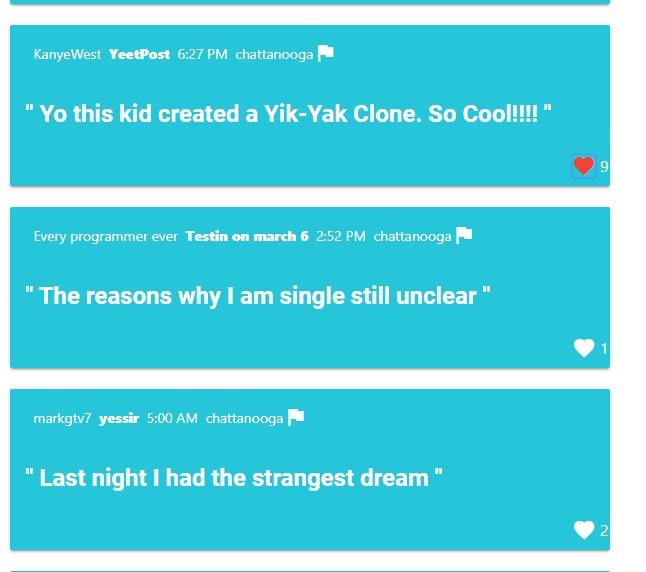 KanyeWest YeetPost 6:27 PM chattanooga
" Yo this kid created a Yik-Yak Clone. So Cool!!!! "
9
Every programmer ever Testin on march 6 2:52 PM chattanooga
" The reasons why I am single still unclear "
1
markgtv7 yessir 5:00 AM chattanooga
" Last night I had the strangest dream "
2